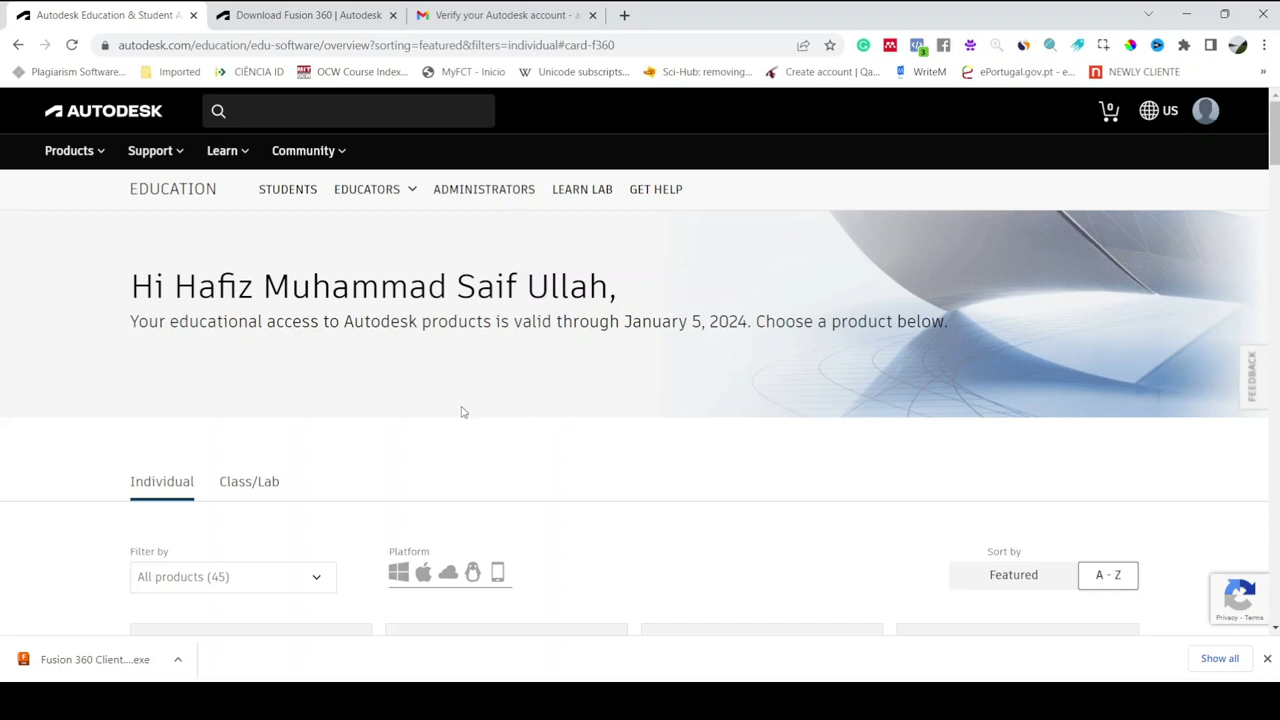 Autodesk Education & Student A
Download Fusion 360 | Autodesk
Verify your Autodesk account - a
autodesk.com/education/edu-software/overview?sorting=featured&filters=individual#card-f360
3
Plagiarism Software...
Imported
CIÊNCIA ID
OCW Course Index...
MyFCT - Inicio
Unicode subscripts...
Sci-Hub: removing...
Create account | Qa...
WriteM
ePortugal.gov.pt - e...
NEWLY CLIENTE
»
AUTODESK
0
US
Products
Support
Learn
Community
EDUCATION
STUDENTS
EDUCATORS
ADMINISTRATORS
LEARN LAB
GET HELP
Hi Hafiz Muhammad Saif Ullah,
Your educational access to Autodesk products is valid through January 5, 2024. Choose a product below.
FEEDBACK
Individual
Class/Lab
Filter by
Platform
Sort by
All products (45)
Featured
A - Z
Privacy - Terms
Fusion 360 Client....exe
Show all